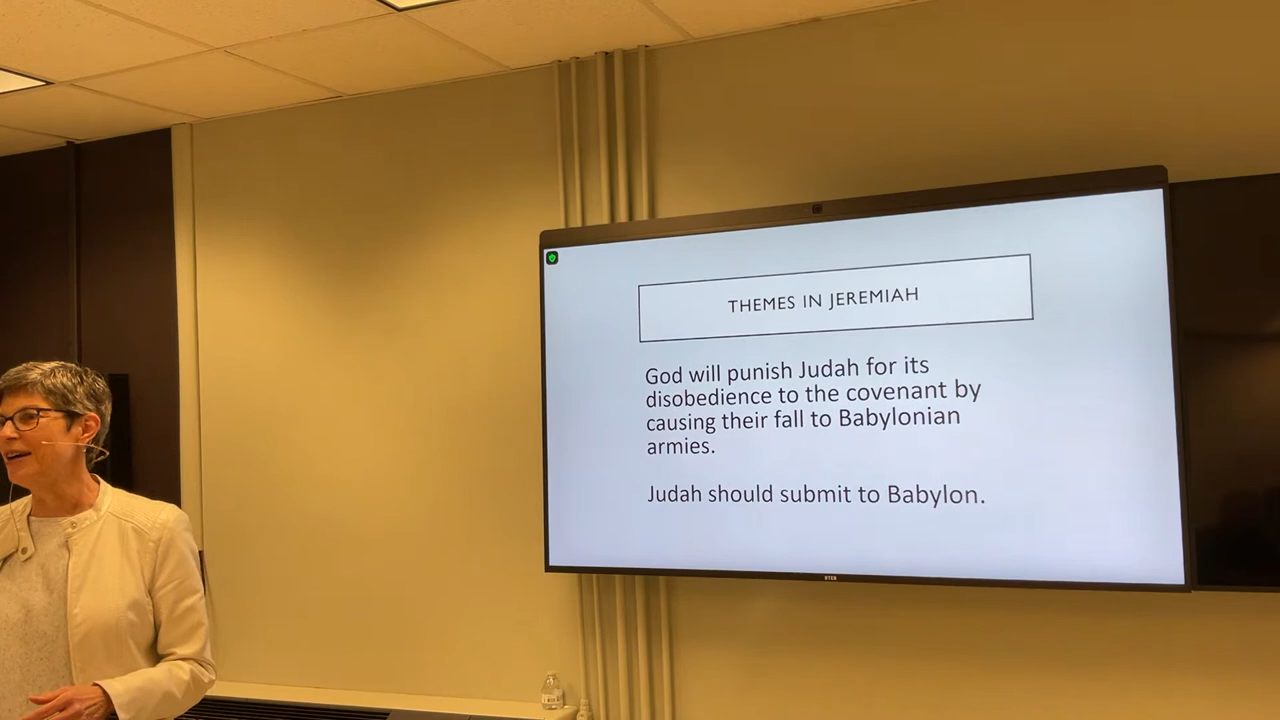 THEMES IN JEREMIAH
God will punish Judah for its
disobedience to the covenant by
causing their fall to Babylonian
armies.
Judah should submit to Babylon.